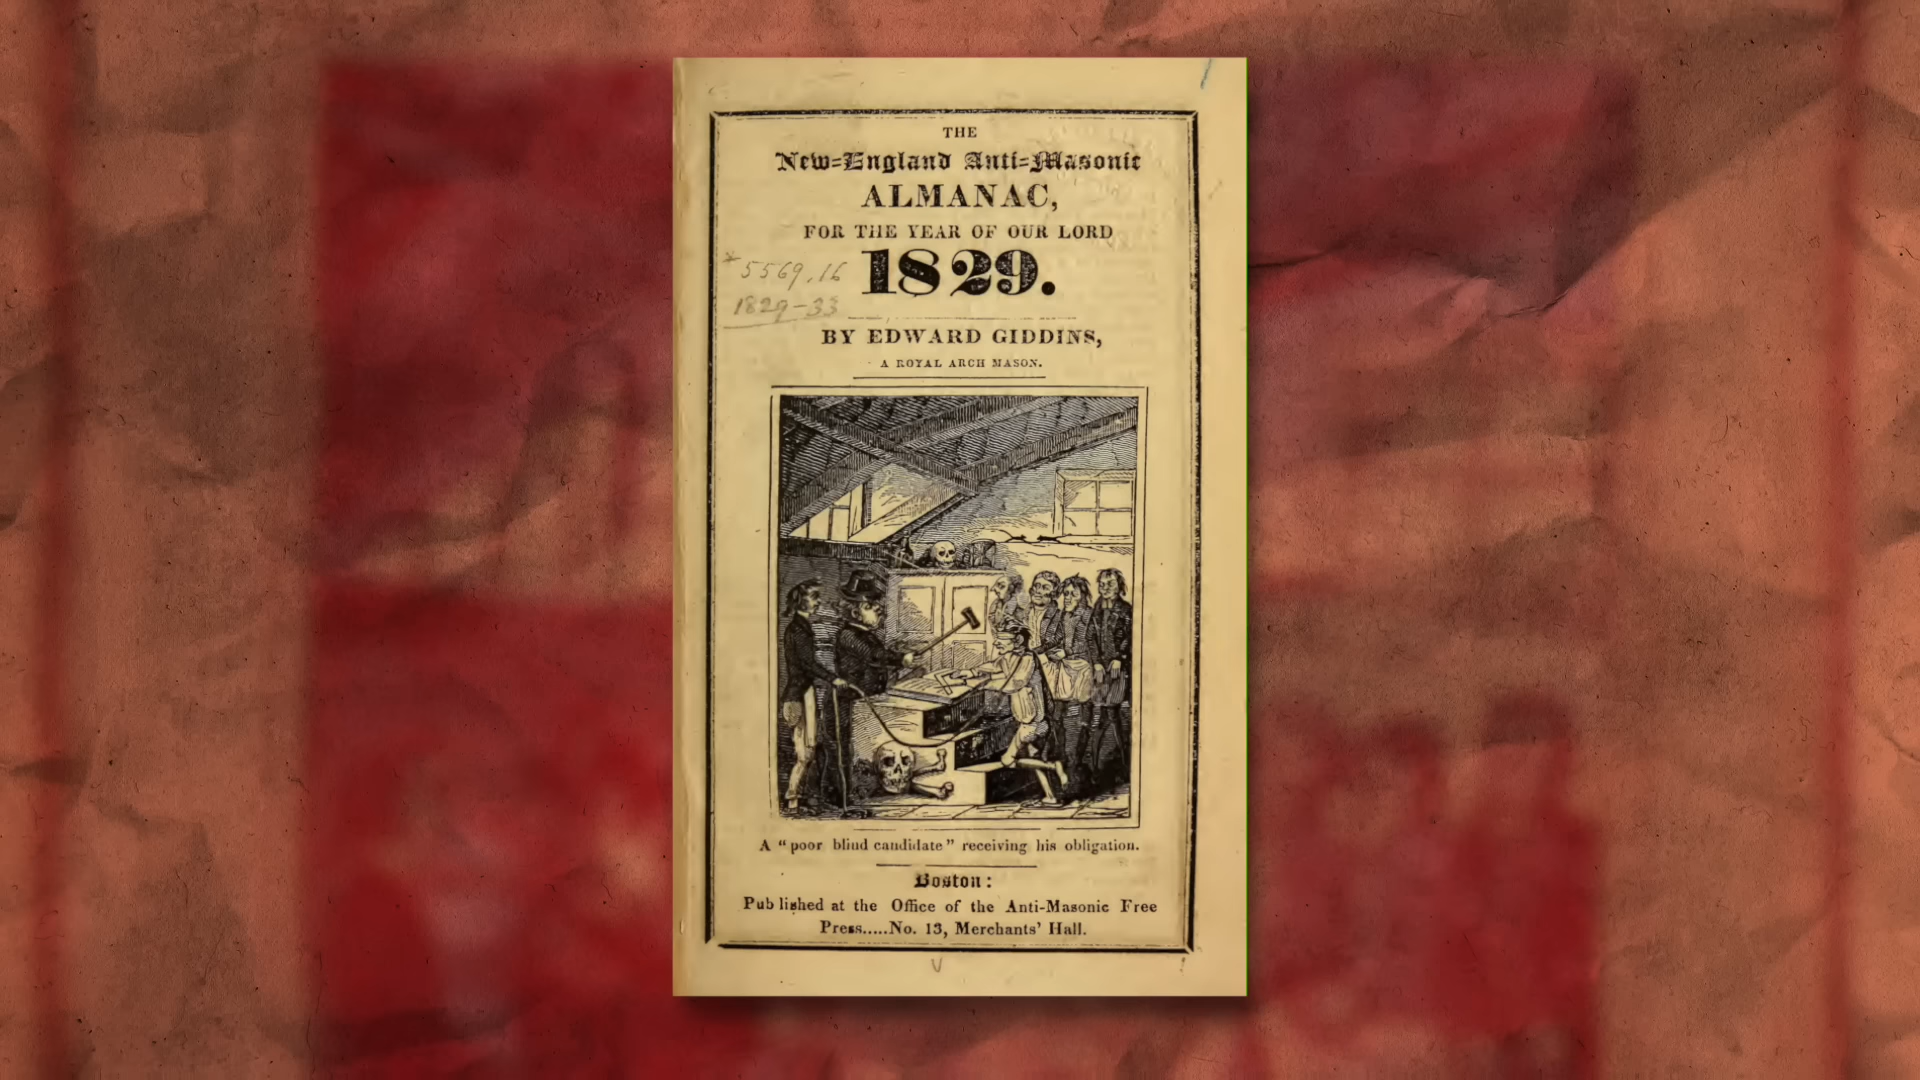 THE
New=England Anti=Masonic
ALMANAC,
FOR THE YEAR OF OUR LORD
1829.
*5569.16
1829-33
BY EDWARD GIDDINS,
A ROYAL ARCH MASON.
A "poor blind candidate" receiving his obligation.
Boston:
Published at the Office of the Anti-Masonic Free
Press.....No. 13, Merchants' Hall.